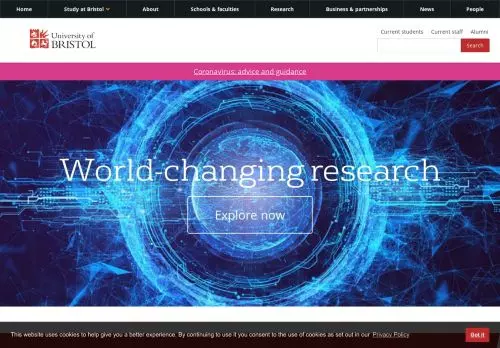 Home Study at Bristol About Schools & faculties Research Business & partnerships News People
University of
BRISTOL
Current students Current staff Alumni
Search
Coronavirus: advice and guidance
World-changing research
Explore now
This website uses cookies to help give you a better experience. By continuing to use it you consent to the use of cookies as set out in our Privacy Policy
Got it